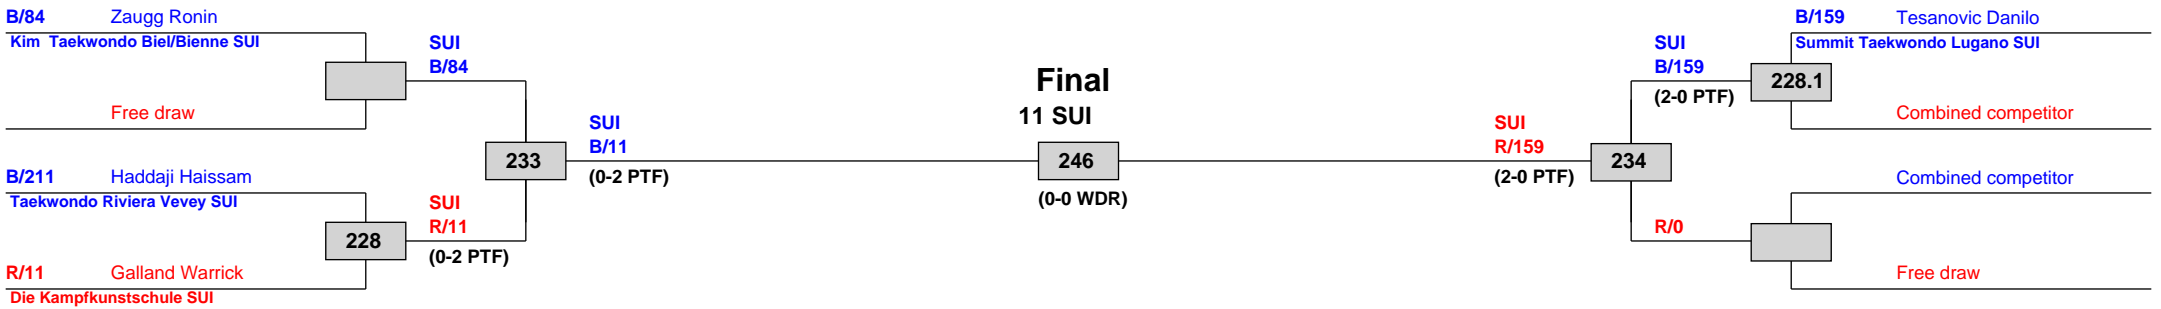 B/84 Zaugg Ronin
Kim Taekwondo Biel/Bienne SUI
SUI
B/84
Free draw
B/211 Haddaji Haissam
Taekwondo Riviera Vevey SUI
228
SUI
R/11
(0-2 PTF)
R/11 Galland Warrick
Die Kampfkunstschule SUI
233
SUI
B/11
(0-2 PTF)
Final
11 SUI
246
(0-0 WDR)
SUI
R/159
(2-0 PTF)
234
SUI
B/159
(2-0 PTF)
228.1
B/159 Tesanovic Danilo
Summit Taekwondo Lugano SUI
Combined competitor
Combined competitor
R/0
Free draw